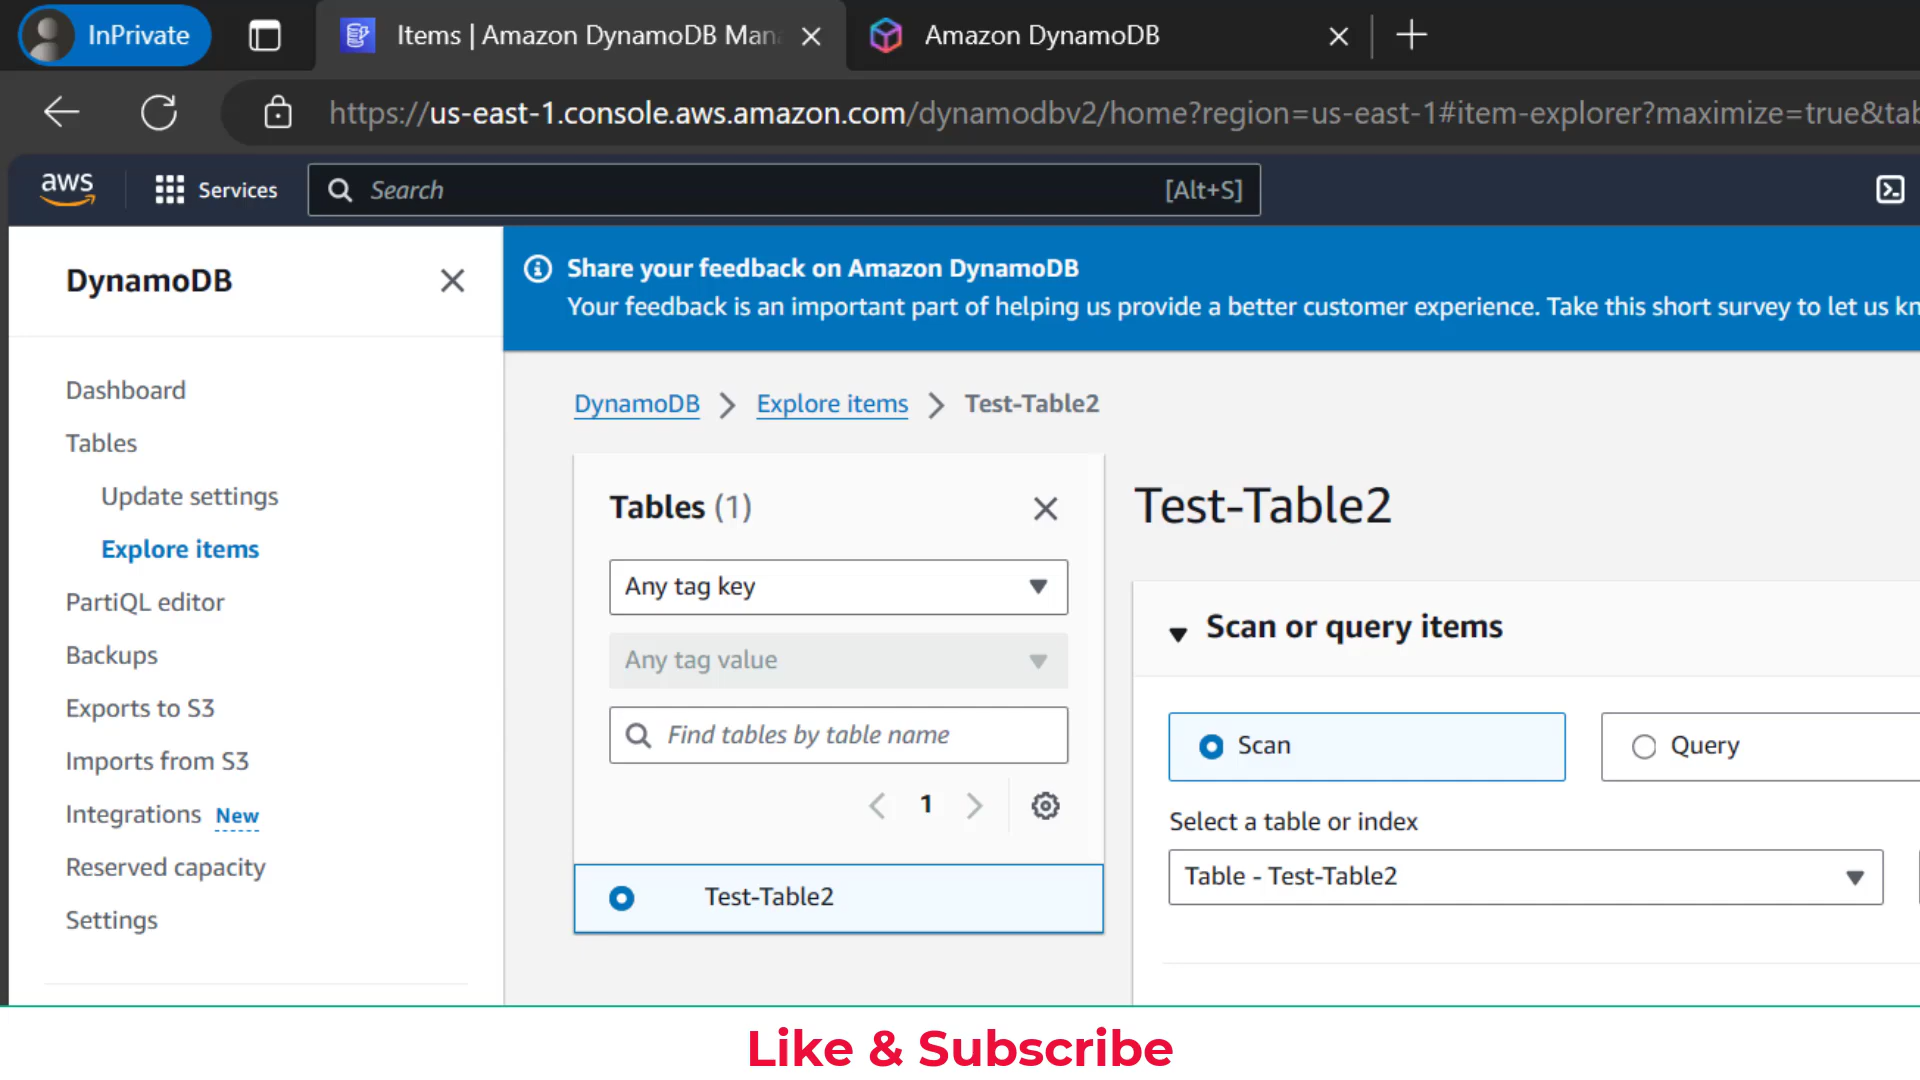 InPrivate
Items | Amazon DynamoDB Man
Amazon DynamoDB
https://us-east-1.console.aws.amazon.com/dynamodbv2/home?region=us-east-1#item-explorer?maximize=true&tab
aws
Services
Search
[Alt+S]
DynamoDB
Share your feedback on Amazon DynamoDB
Your feedback is an important part of helping us provide a better customer experience. Take this short survey to let us kn
Dashboard
Tables
Update settings
Explore items
PartiQL editor
Backups
Exports to S3
Imports from S3
Integrations New
Reserved capacity
Settings
DynamoDB
Explore items
Test-Table2
Tables (1)
Any tag key
Any tag value
Find tables by table name
1
Test-Table2
Test-Table2
Scan or query items
Scan
Query
Select a table or index
Table - Test-Table2
Like & Subscribe